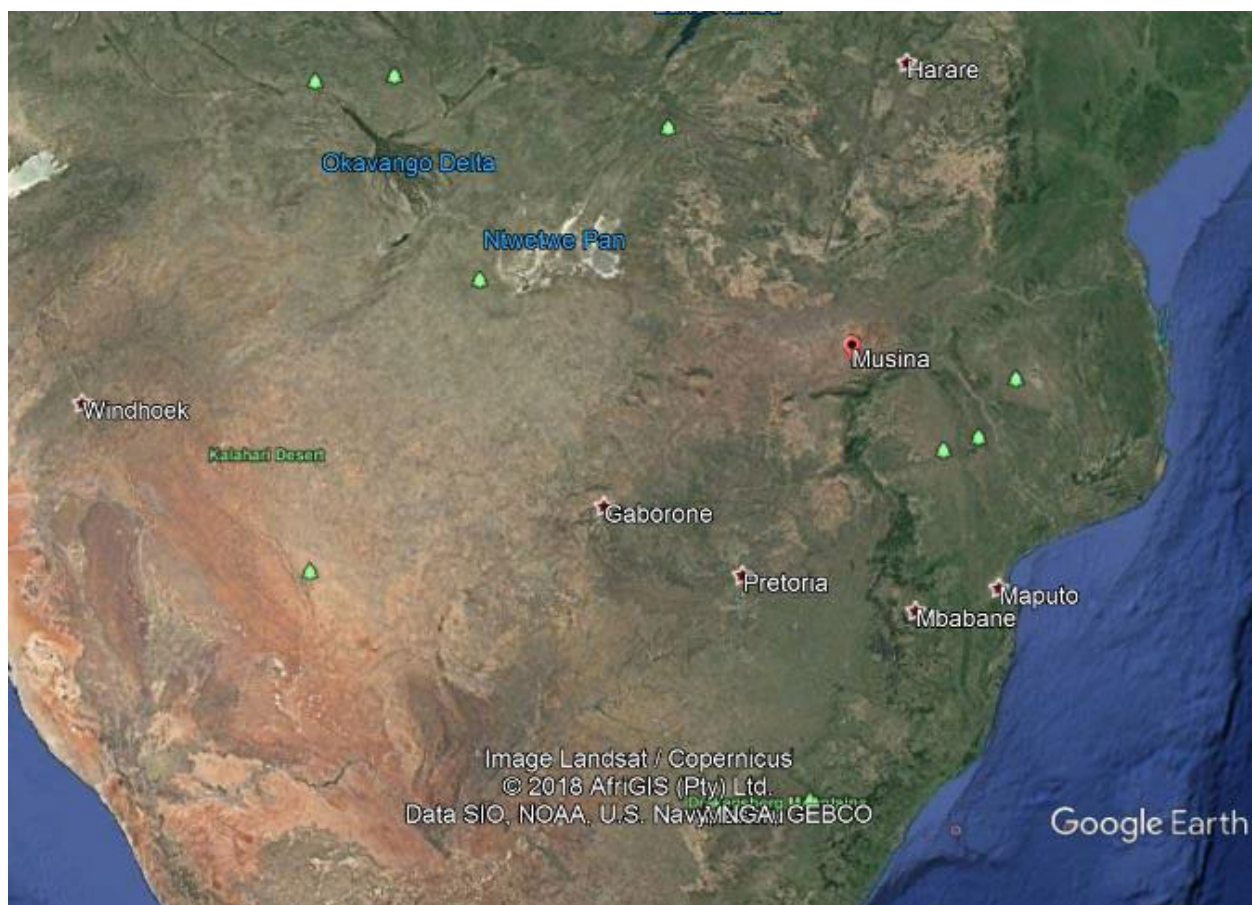 Harare
Okavango Delta
Ntwetwe Pan
Musina
Windhoek
Kalahari Desert
Gaborone
Pretoria
Maputo
Mbabane
Image Landsat / Copernicus
© 2018 AfriGIS (Pty) Ltd.
Data SIO, NOAA, U.S. Navy, NGA, GEBCO
Google Earth